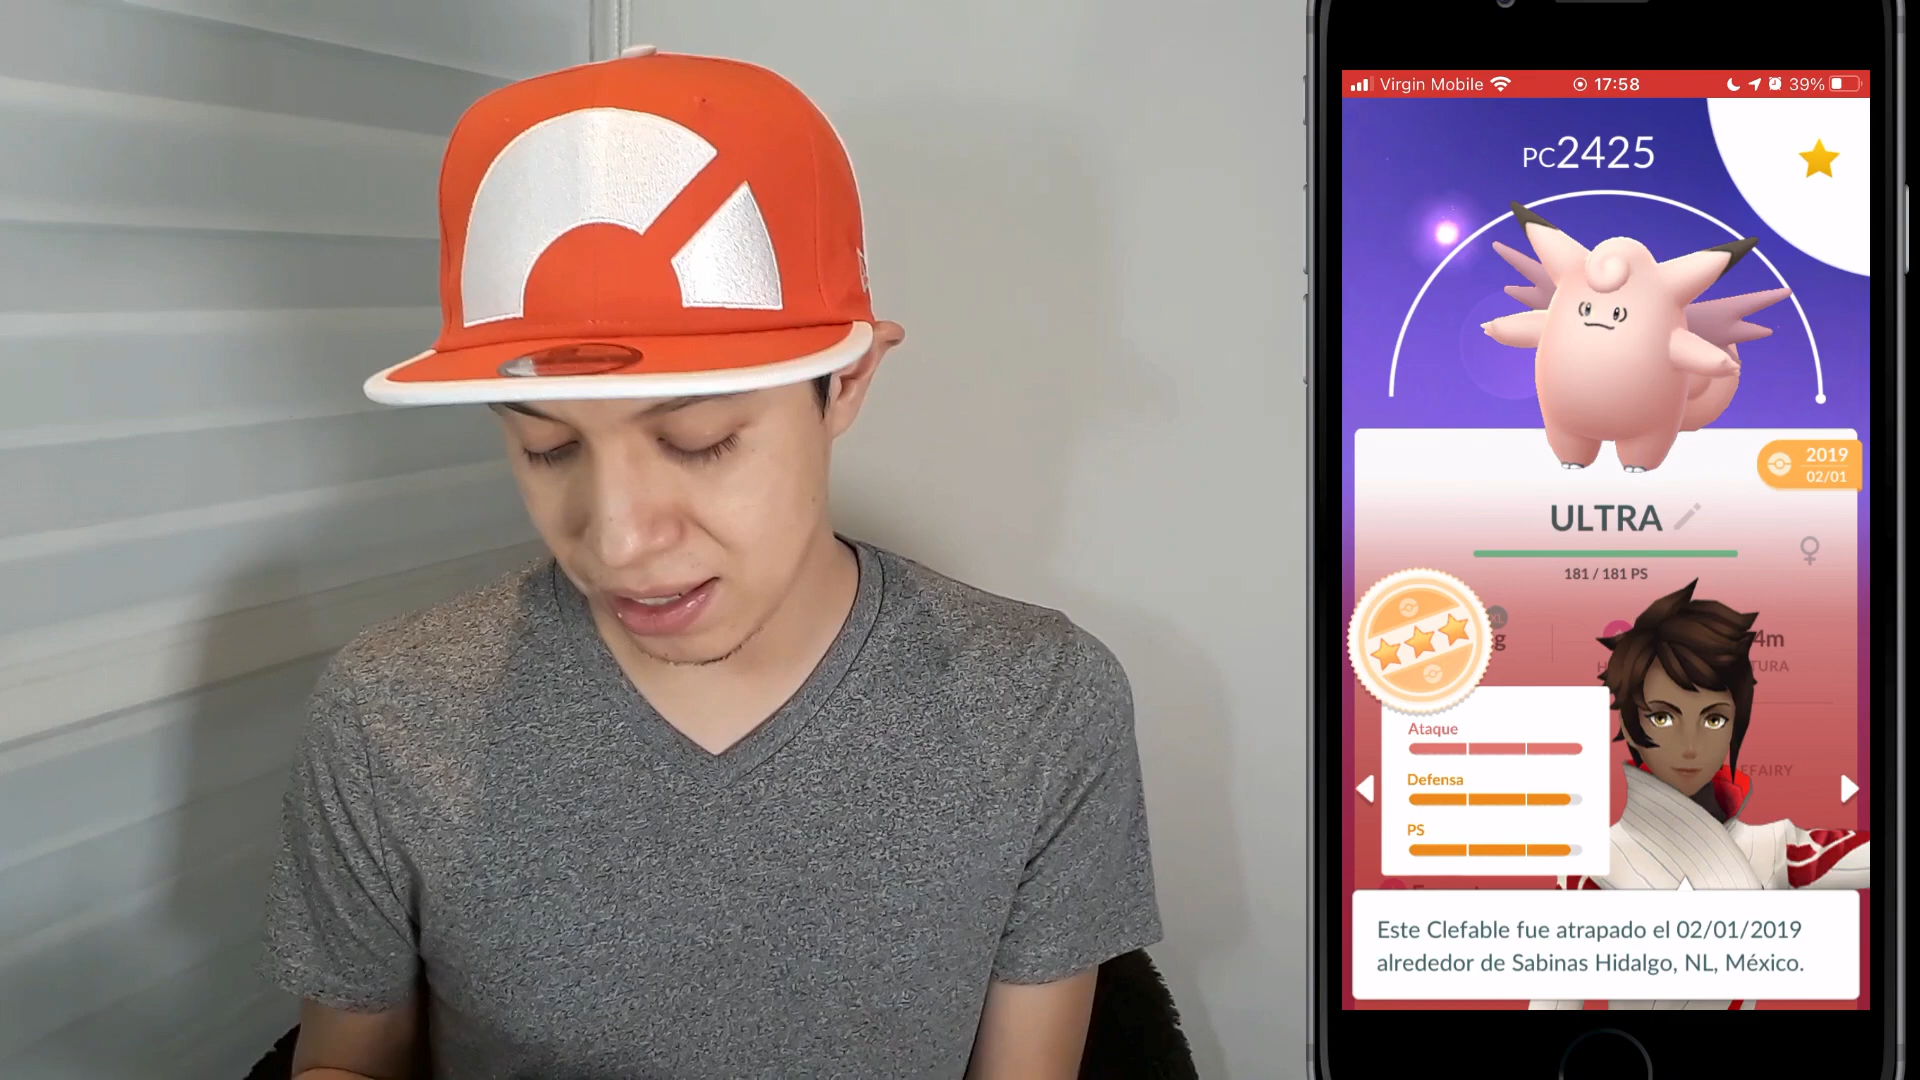 Virgin Mobile
17:58
39%
PC2425
2019
02/01
ULTRA
181 / 181 PS
4m
Ataque
Defensa
PS
Este Clefable fue atrapado el 02/01/2019
alrededor de Sabinas Hidalgo, NL, México.